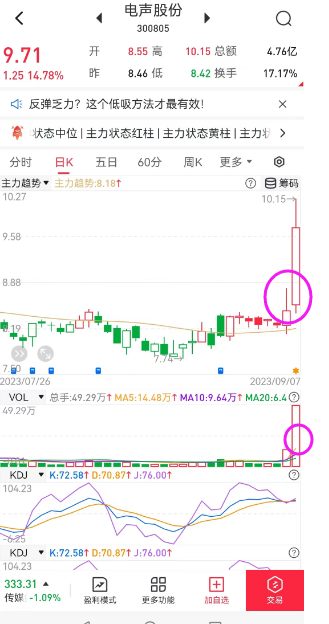 电声股份
300805
9.71
开 8.55 高 10.15 总额 4.76亿
1.25 14.78%
昨 8.46 低 8.42 换手 17.17%
反弹乏力？这个低吸方法才最有效！
状态中位 | 主力状态红柱 | 主力状态黄柱 | 主力状
分时 日K 五日 60分 周K 更多
主力趋势 主力趋势:8.18↑ 筹码
10.27
10.15
9.58
8.88
8.19
7.74
7.50
2023/07/26 2023/09/07
VOL 总手:49.29万↑ MA5:14.48万↑ MA10:9.64万↑ MA20:6.4
49.29万
KDJ K:72.58↑ D:70.87↑ J:76.00↑
104.23
-6.25
KDJ K:72.58↑ D:70.87↑ J:76.00↑
104.23
333.31
传媒 -1.09%
盈利模式
更多功能
加自选
交易